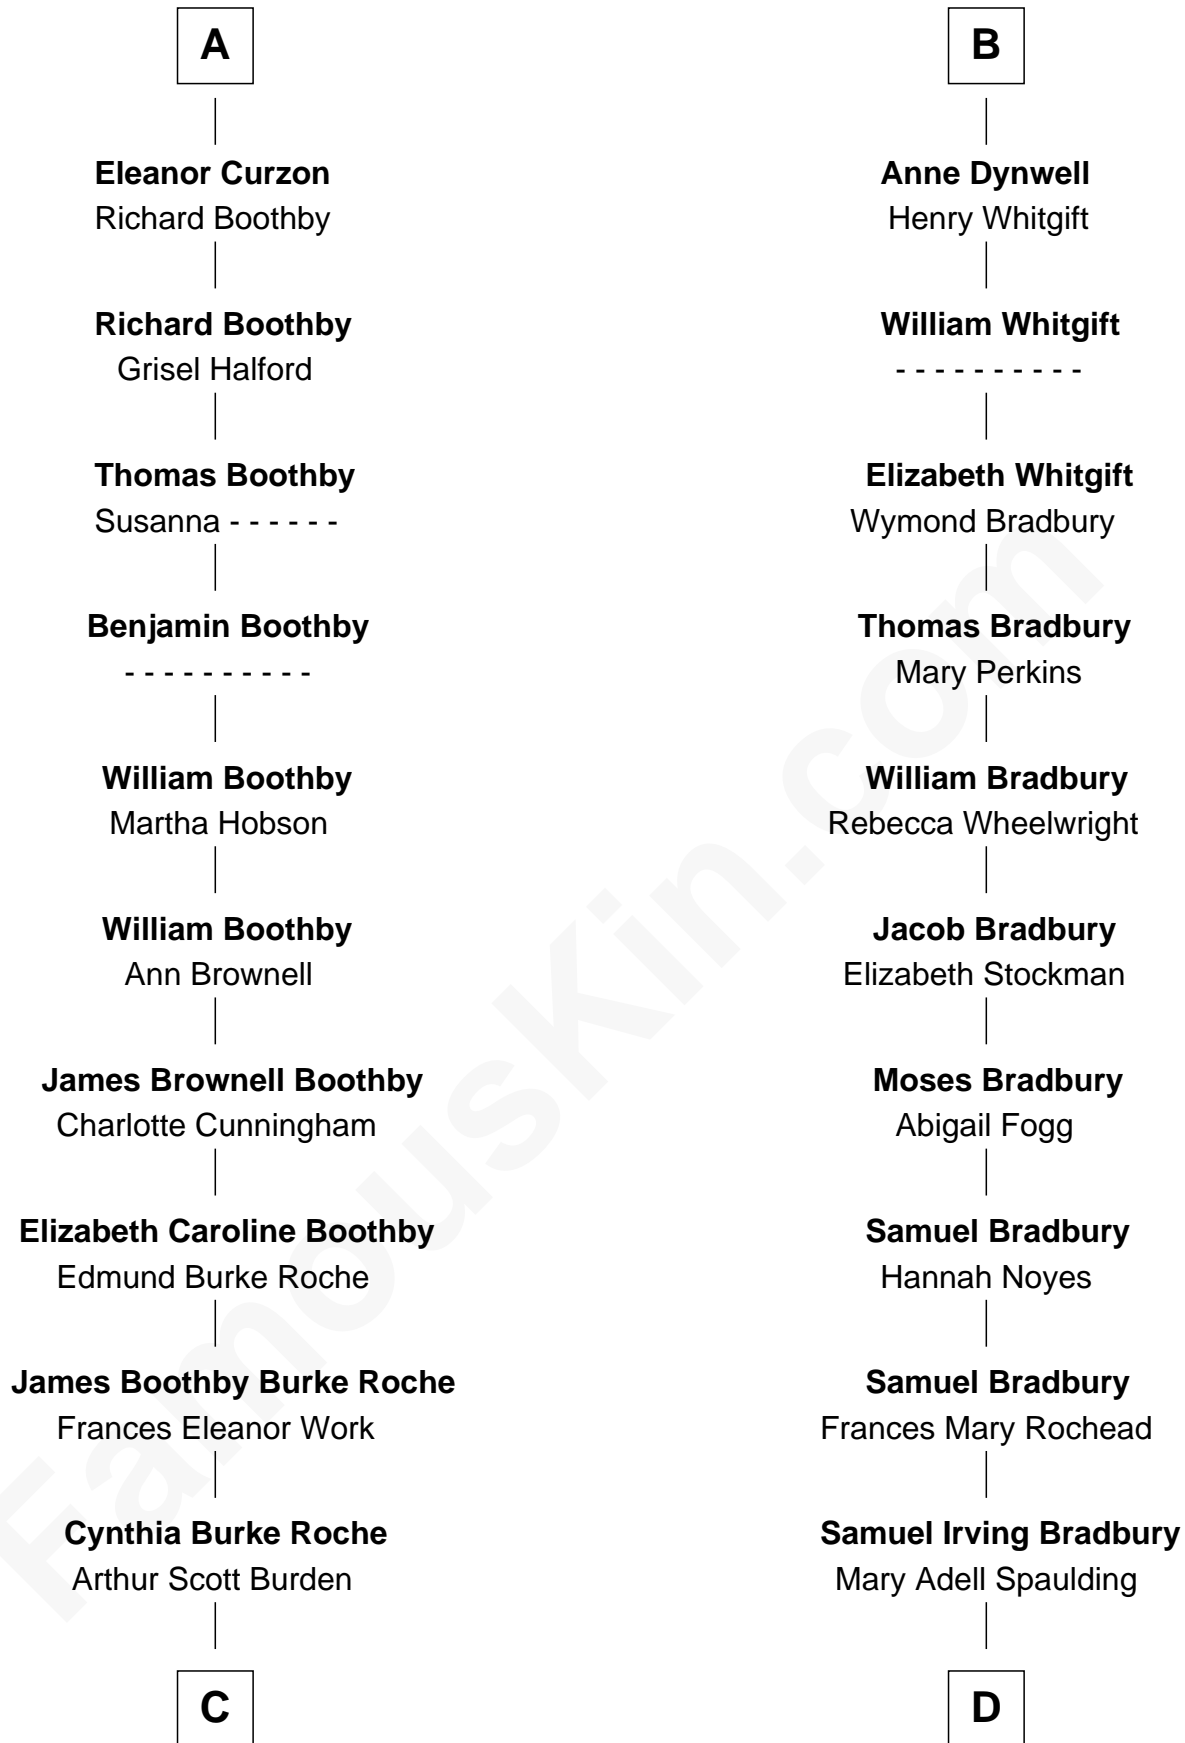 A
Eleanor Curzon
Richard Boothby
Richard Boothby
Grisel Halford
Thomas Boothby
Susanna - - - - - -
Benjamin Boothby
- - - - - - - - - -
William Boothby
Martha Hobson
William Boothby
Ann Brownell
James Brownell Boothby
Charlotte Cunningham
Elizabeth Caroline Boothby
Edmund Burke Roche
James Boothby Burke Roche
Frances Eleanor Work
Cynthia Burke Roche
Arthur Scott Burden
C
B
Anne Dynwell
Henry Whitgift
William Whitgift
- - - - - - - - - -
Elizabeth Whitgift
Wymond Bradbury
Thomas Bradbury
Mary Perkins
William Bradbury
Rebecca Wheelwright
Jacob Bradbury
Elizabeth Stockman
Moses Bradbury
Abigail Fogg
Samuel Bradbury
Hannah Noyes
Samuel Bradbury
Frances Mary Rochead
Samuel Irving Bradbury
Mary Adell Spaulding
D
FamousKin.com